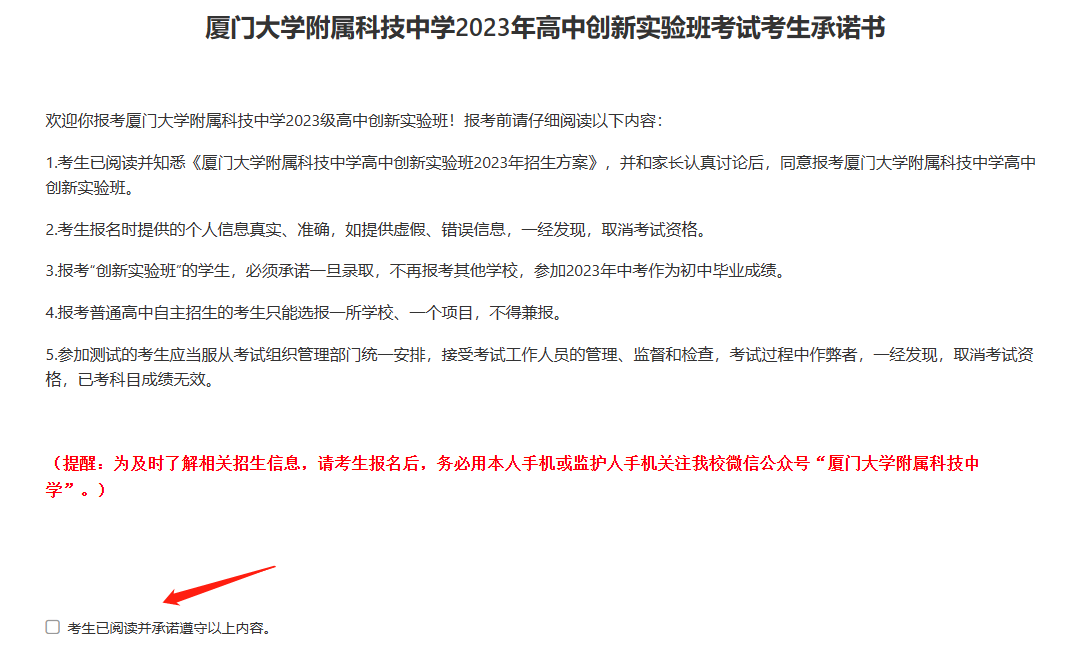 厦门大学附属科技中学2023年高中创新实验班考试考生承诺书
欢迎你报考厦门大学附属科技中学2023级高中创新实验班！报考前请仔细阅读以下内容：
1.考生已阅读并知悉《厦门大学附属科技中学高中创新实验班2023年招生方案》，并和家长认真讨论后，同意报考厦门大学附属科技中学高中
创新实验班。
2.考生报名时提供的个人信息真实、准确，如提供虚假、错误信息，一经发现，取消考试资格。
3.报考“创新实验班”的学生，必须承诺一旦录取，不再报考其他学校，参加2023年中考作为初中毕业成绩。
4.报考普通高中自主招生的考生只能选报一所学校、一个项目，不得兼报。
5.参加测试的考生应当服从考试组织管理部门统一安排，接受考试工作人员的管理、监督和检查，考试过程中作弊者，一经发现，取消考试资
格，已考科目成绩无效。
（提醒：为及时了解相关招生信息，请考生报名后，务必用本人手机或监护人手机关注我校微信公众号“厦门大学附属科技中
学”。）
考生已阅读并承诺遵守以上内容。